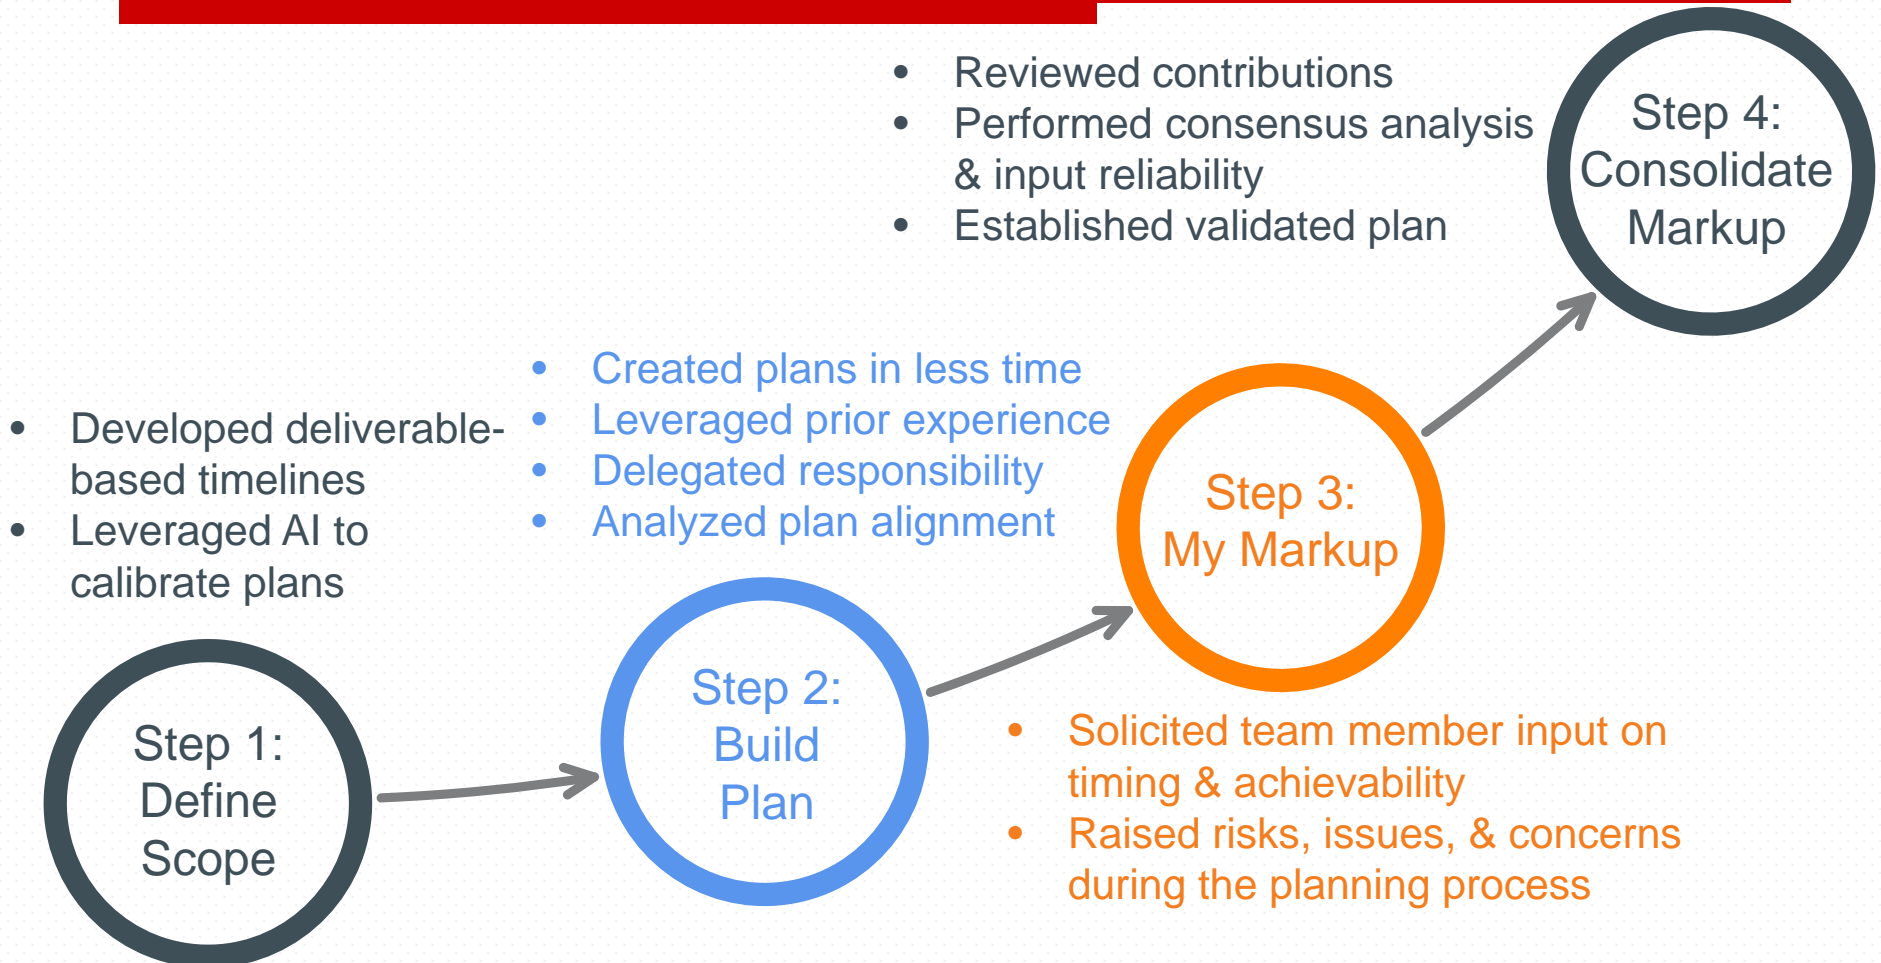 • Developed deliverable-
based timelines
• Leveraged AI to
calibrate plans
Step 1:
Define
Scope
• Created plans in less time
• Leveraged prior experience
• Delegated responsibility
• Analyzed plan alignment
Step 2:
Build
Plan
Step 3:
My Markup
• Solicited team member input on
timing & achievability
• Raised risks, issues, & concerns
during the planning process
• Reviewed contributions
• Performed consensus analysis
& input reliability
• Established validated plan
Step 4:
Consolidate
Markup